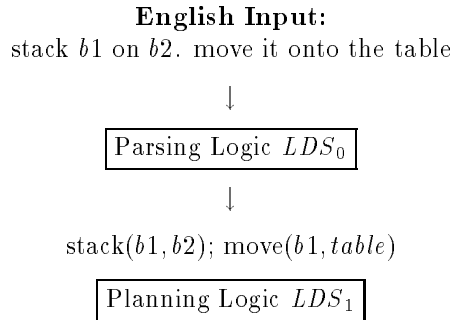 English Input:
stack b1 on b2. move it onto the table
↓
Parsing Logic LDS₀
↓
stack(b1, b2); move(b1, table)
Planning Logic LDS₁